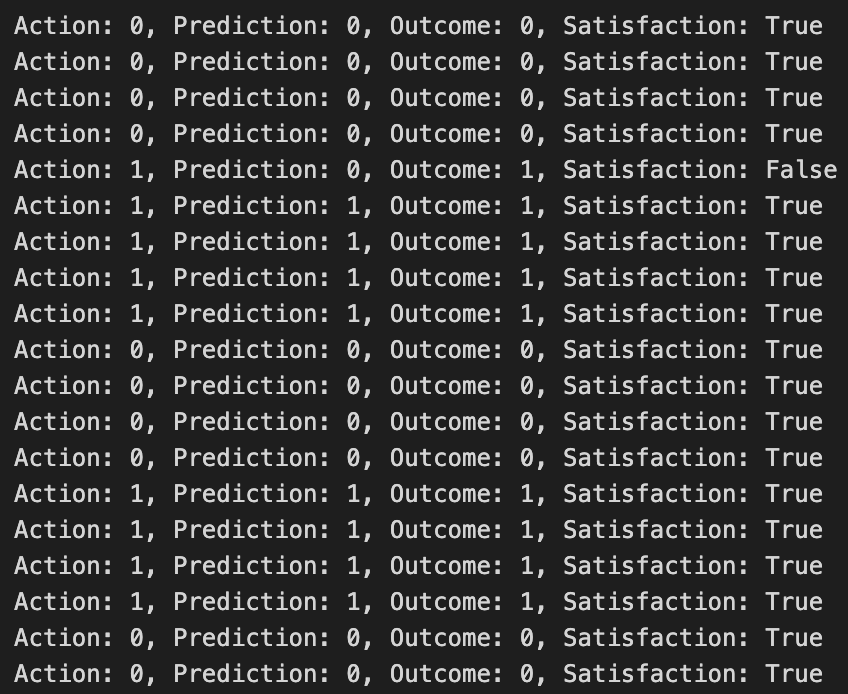 Action: 0, Prediction: 0, Outcome: 0, Satisfaction: True
Action: 0, Prediction: 0, Outcome: 0, Satisfaction: True
Action: 0, Prediction: 0, Outcome: 0, Satisfaction: True
Action: 0, Prediction: 0, Outcome: 0, Satisfaction: True
Action: 1, Prediction: 0, Outcome: 1, Satisfaction: False
Action: 1, Prediction: 1, Outcome: 1, Satisfaction: True
Action: 1, Prediction: 1, Outcome: 1, Satisfaction: True
Action: 1, Prediction: 1, Outcome: 1, Satisfaction: True
Action: 1, Prediction: 1, Outcome: 1, Satisfaction: True
Action: 0, Prediction: 0, Outcome: 0, Satisfaction: True
Action: 0, Prediction: 0, Outcome: 0, Satisfaction: True
Action: 0, Prediction: 0, Outcome: 0, Satisfaction: True
Action: 0, Prediction: 0, Outcome: 0, Satisfaction: True
Action: 1, Prediction: 1, Outcome: 1, Satisfaction: True
Action: 1, Prediction: 1, Outcome: 1, Satisfaction: True
Action: 1, Prediction: 1, Outcome: 1, Satisfaction: True
Action: 1, Prediction: 1, Outcome: 1, Satisfaction: True
Action: 0, Prediction: 0, Outcome: 0, Satisfaction: True
Action: 0, Prediction: 0, Outcome: 0, Satisfaction: True